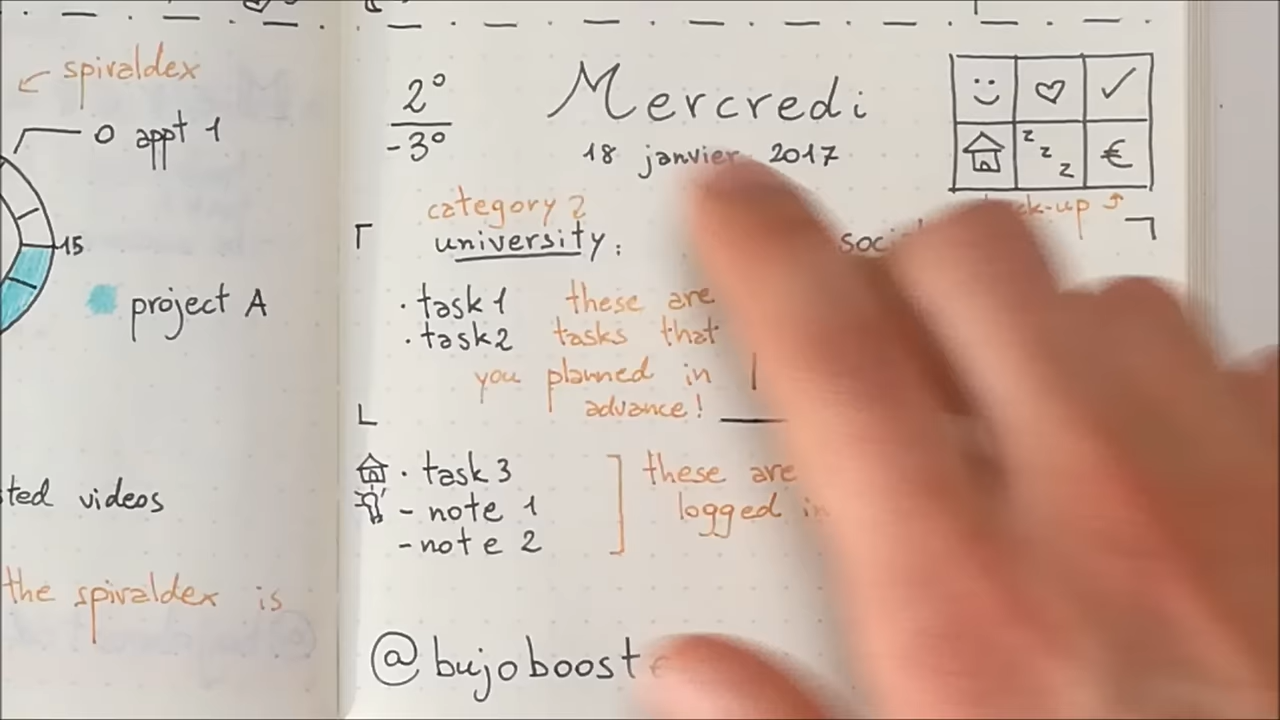 spiraldex
appt 1
15
project A
ted videos
the spiraldex is
2°
-3°
Mercredi
18 janvier 2017
€
z
z
z
category 2
university:
· task 1
· task 2
these are
tasks that
you planned in
advance!
· task 3
- note 1
- note 2
these are
logged in
@bujoboost